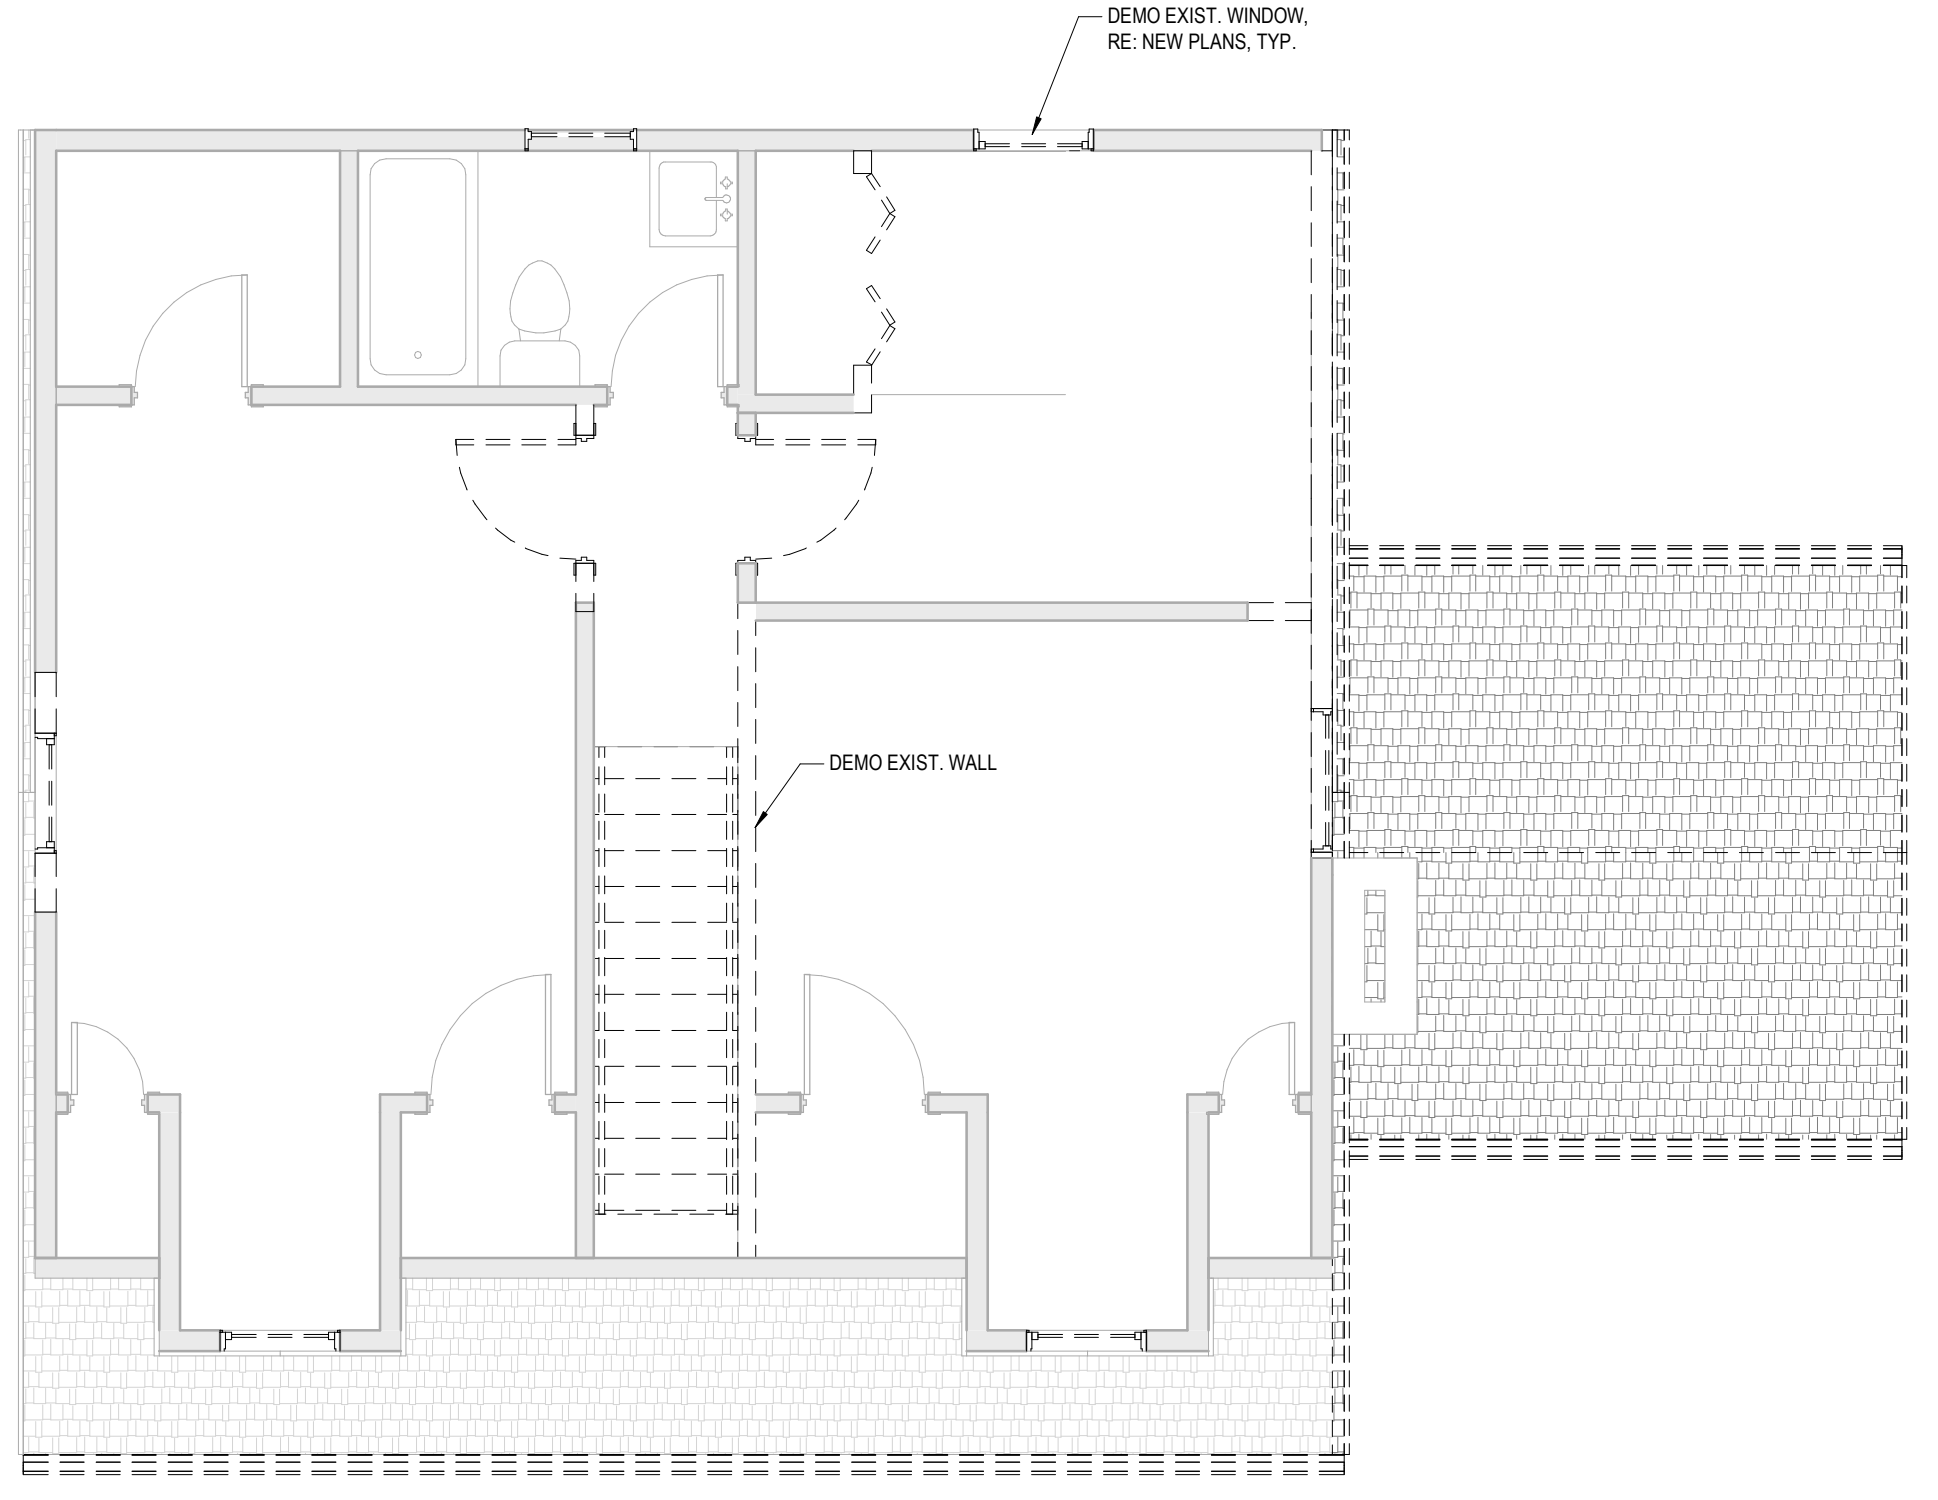 DEMO EXIST. WINDOW,
RE: NEW PLANS, TYP.
DEMO EXIST. WALL